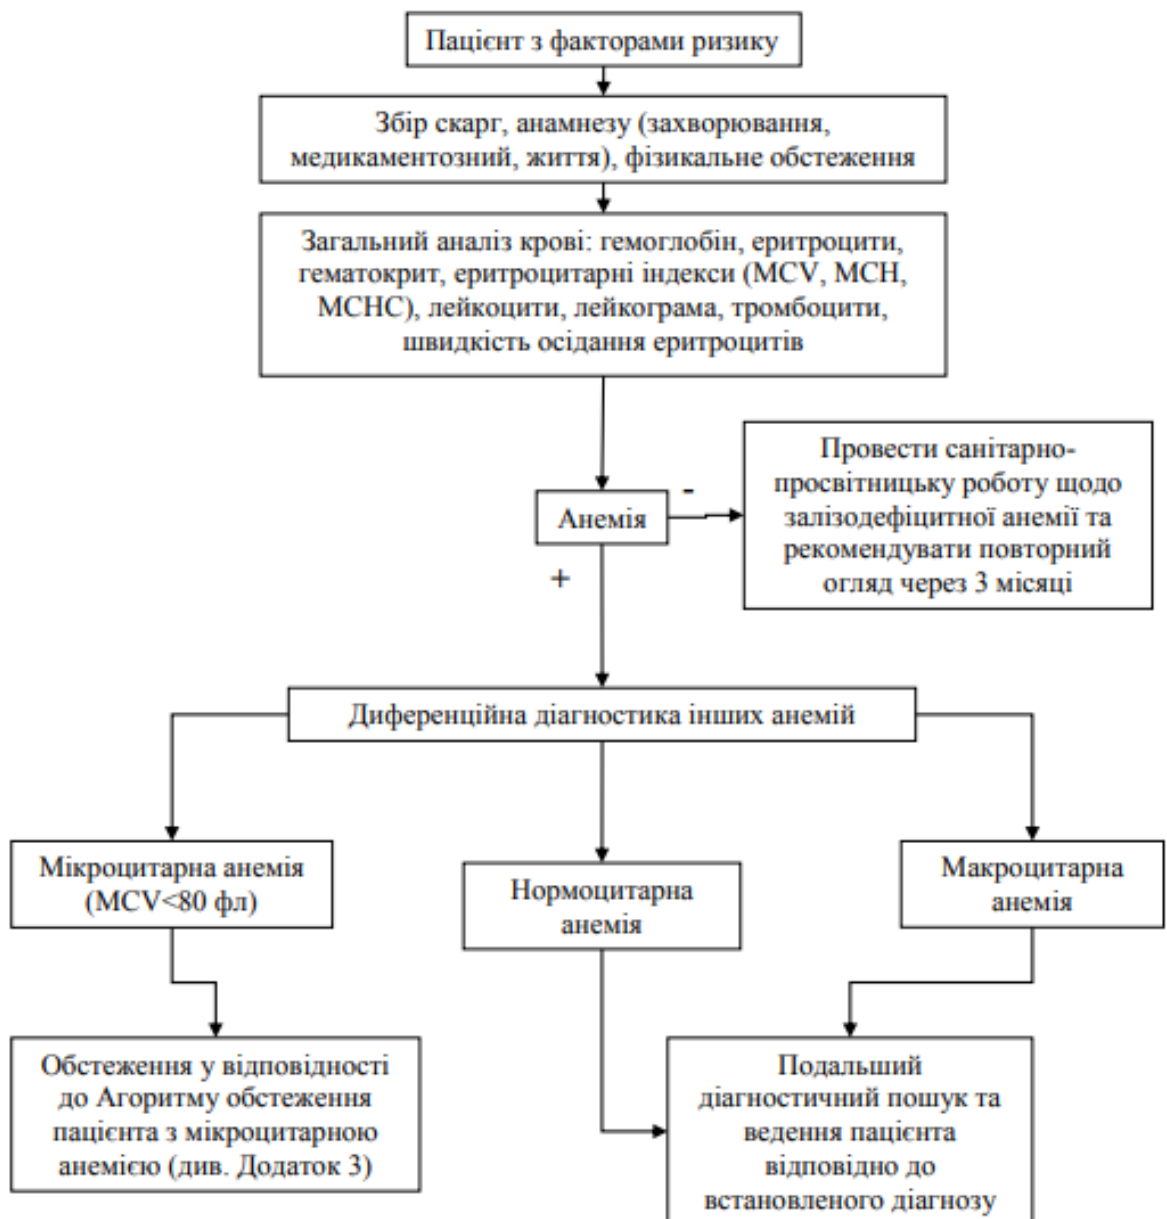 Пацієнт з факторами ризику
Збір скарг, анамнезу (захворювання,
медикаментозний, життя), фізикальне обстеження
Загальний аналіз крові: гемоглобін, еритроцити,
гематокрит, еритроцитарні індекси (MCV, MCH,
MCHC), лейкоцити, лейкограма, тромбоцити,
швидкість осідання еритроцитів
Анемія
-
+
Провести санітарно-
просвітницьку роботу щодо
залізодефіцитної анемії та
рекомендувати повторний
огляд через 3 місяці
Диференційна діагностика інших анемій
Мікроцитарна анемія
(MCV<80 фл)
Нормоцитарна
анемія
Макроцитарна
анемія
Обстеження у відповідності
до Агоритму обстеження
пацієнта з мікроцитарною
анемією (див. Додаток 3)
Подальший
діагностичний пошук та
ведення пацієнта
відповідно до
встановленого діагнозу